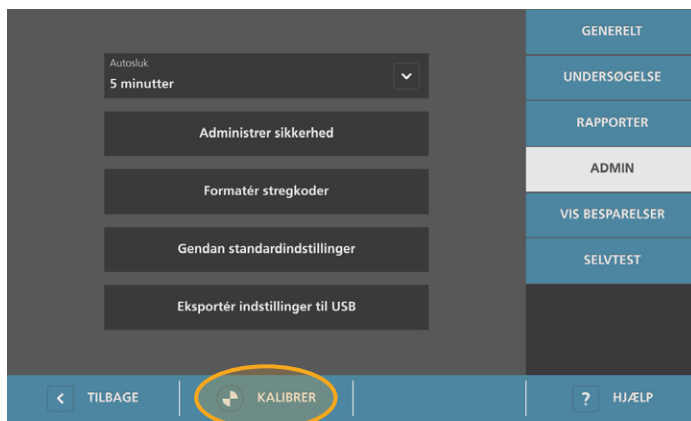 Autosluk
5 minutter
Administrer sikkerhed
Formatér stregkoder
Gendan standardindstillinger
Eksportér indstillinger til USB
GENERELT
UNDERSØGELSE
RAPPORTER
ADMIN
VIS BESPARELSER
SELVTEST
TILBAGE
KALIBRER
? HJÆLP